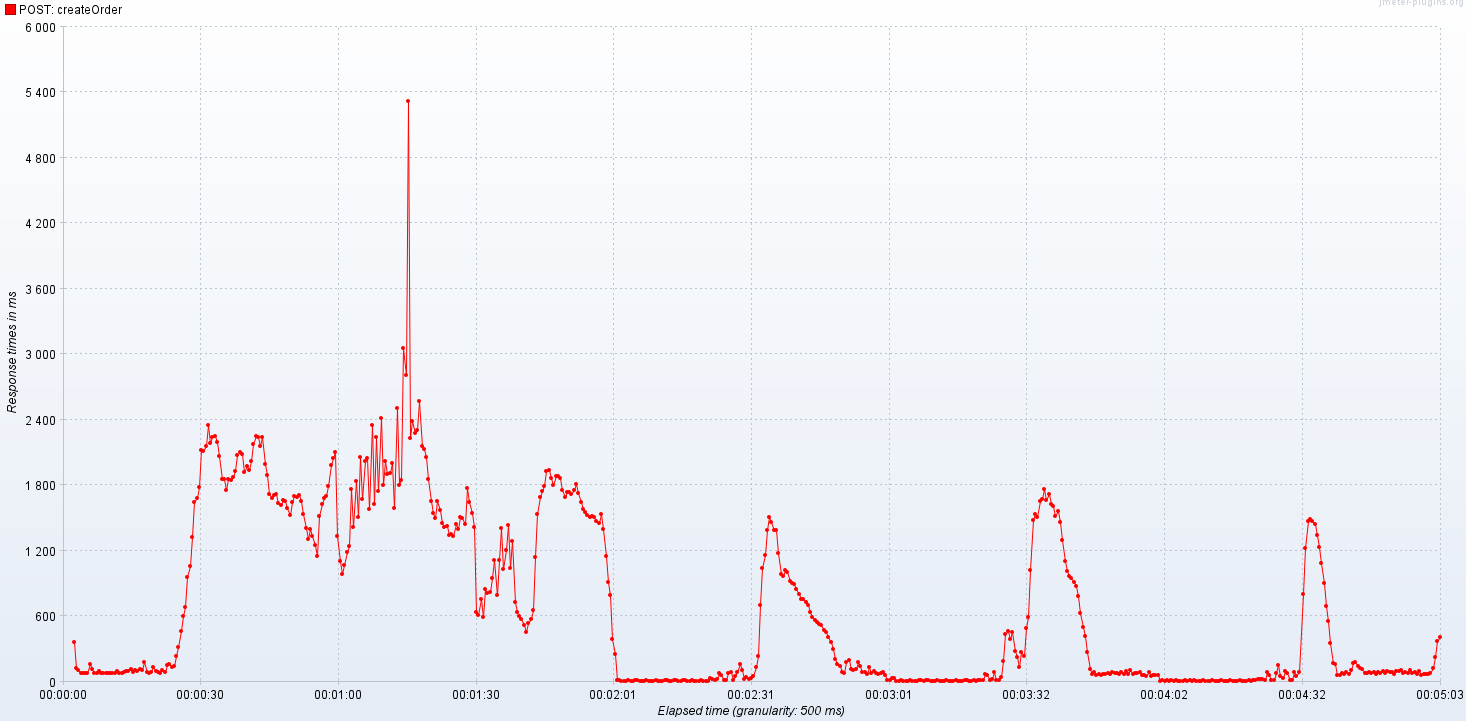 POST: createOrder
jmeter-plugins.org
6 000
5 400
4 800
4 200
3 600
3 000
2 400
1 800
1 200
600
0
Response times in ms
00:00:00 00:00:30 00:01:00 00:01:30 00:02:01 00:02:31 00:03:01 00:03:32 00:04:02 00:04:32 00:05:03
Elapsed time (granularity: 500 ms)